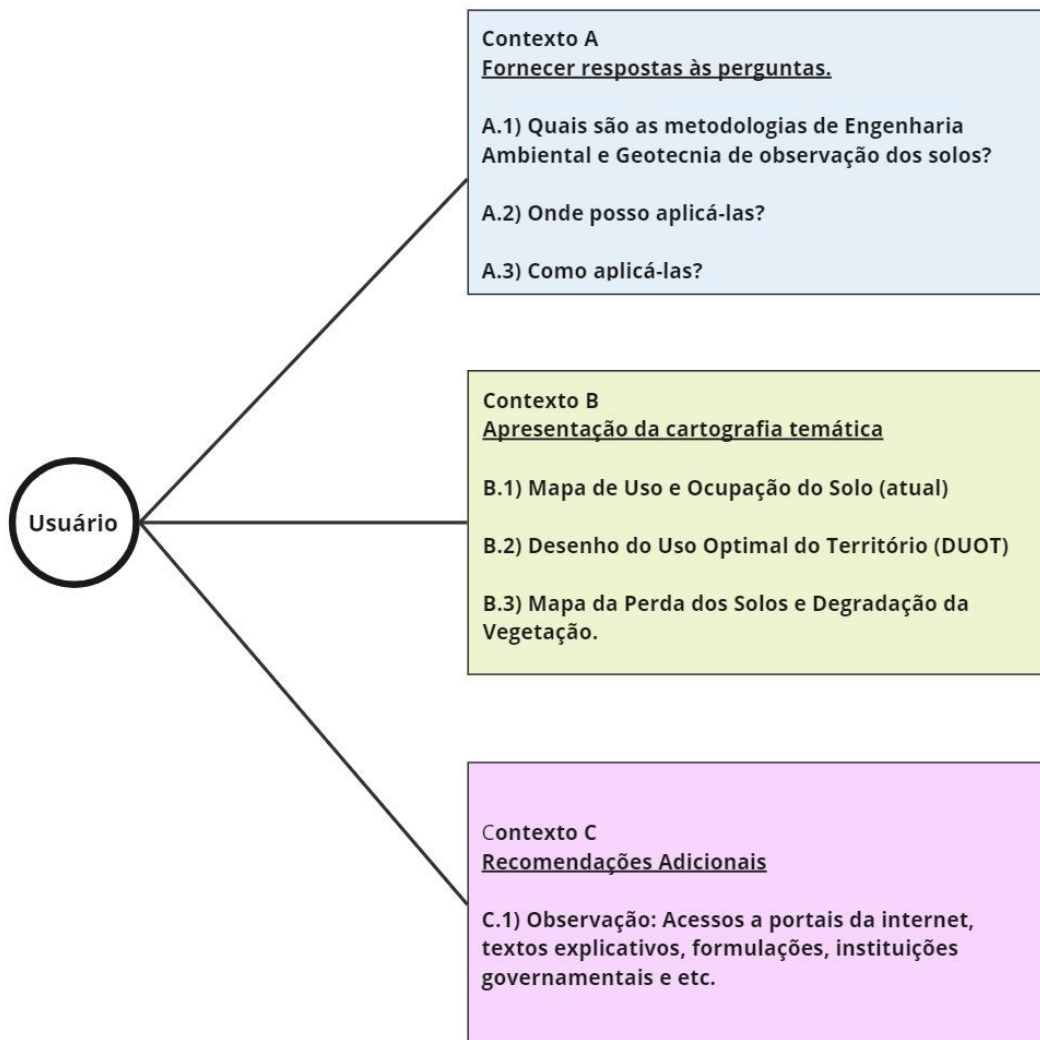 Contexto A
Fornecer respostas às perguntas.
A.1) Quais são as metodologias de Engenharia
Ambiental e Geotecnia de observação dos solos?
A.2) Onde posso aplicá-las?
A.3) Como aplicá-las?
Contexto B
Apresentação da cartografia temática
B.1) Mapa de Uso e Ocupação do Solo (atual)
B.2) Desenho do Uso Optimal do Território (DUOT)
B.3) Mapa da Perda dos Solos e Degradação da
Vegetação.
Usuário
Contexto C
Recomendações Adicionais
C.1) Observação: Acessos a portais da internet,
textos explicativos, formulações, instituições
governamentais e etc.